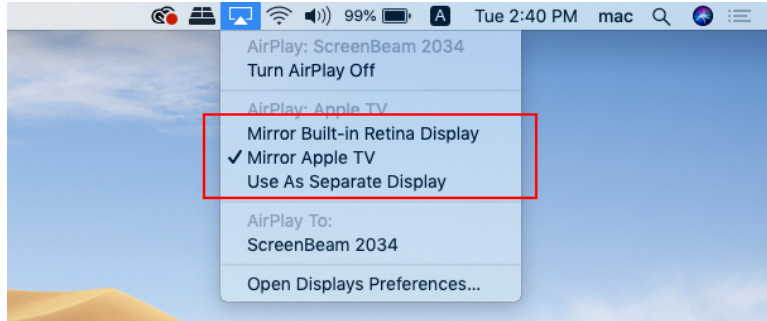 99% A Tue 2:40 PM mac
AirPlay: ScreenBeam 2034
Turn AirPlay Off
AirPlay: Apple TV
Mirror Built-in Retina Display
✓ Mirror Apple TV
Use As Separate Display
AirPlay To:
ScreenBeam 2034
Open Displays Preferences...